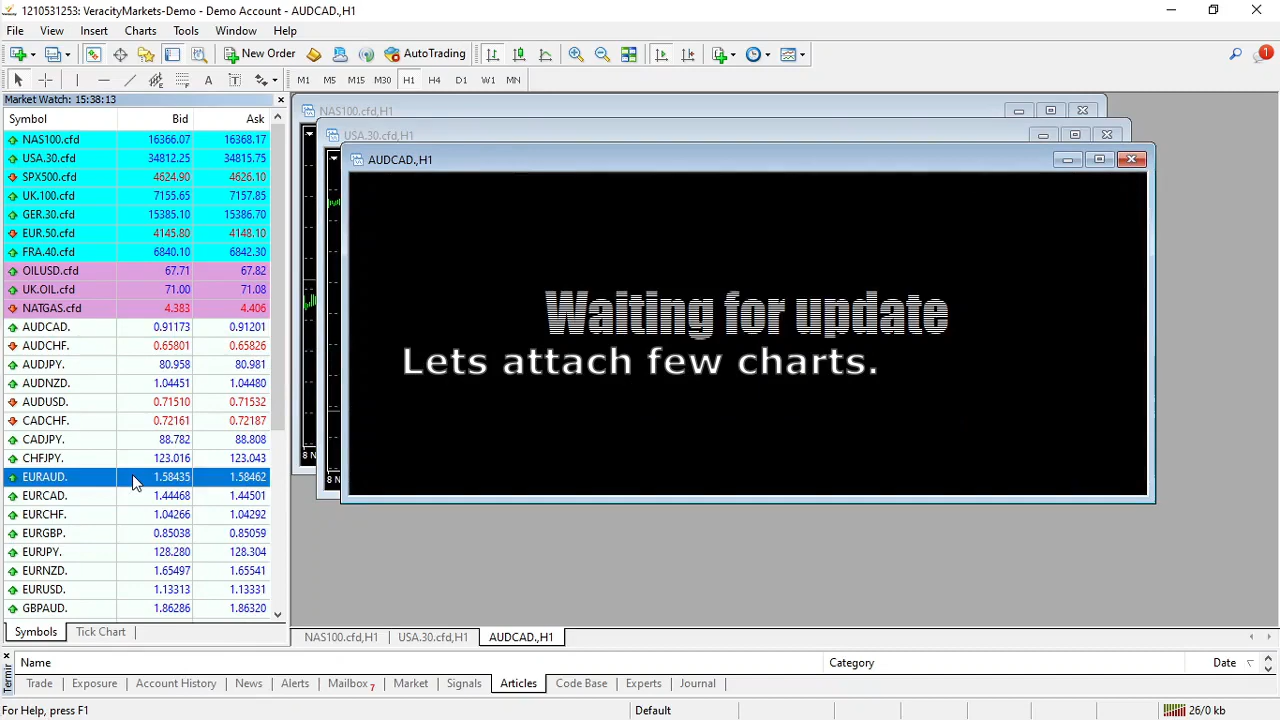 1210531253: VeracityMarkets-Demo - Demo Account - AUDCAD.,H1
File View Insert Charts Tools Window Help
New Order AutoTrading 1
A T M1 M5 M15 M30 H1 H4 D1 W1 MN
Market Watch: 15:38:13
Symbol Bid Ask
NAS100.cfd 16366.07 16368.17
USA.30.cfd 34812.25 34815.75
SPX500.cfd 4624.90 4626.10
UK.100.cfd 7155.65 7157.85
GER.30.cfd 15385.10 15386.70
EUR.50.cfd 4145.80 4148.10
FRA.40.cfd 6840.10 6842.30
OILUSD.cfd 67.71 67.82
UK.OIL.cfd 71.00 71.08
NATGAS.cfd 4.383 4.406
AUDCAD. 0.91173 0.91201
AUDCHF. 0.65801 0.65826
AUDJPY. 80.958 80.981
AUDNZD. 1.04451 1.04480
AUDUSD. 0.71510 0.71532
CADCHF. 0.72161 0.72187
CADJPY. 88.782 88.808
CHFJPY. 123.016 123.043
EURAUD. 1.58435 1.58462
EURCAD. 1.44468 1.44501
EURCHF. 1.04266 1.04292
EURGBP. 0.85038 0.85059
EURJPY. 128.280 128.304
EURNZD. 1.65497 1.65541
EURUSD. 1.13313 1.13331
GBPAUD. 1.86286 1.86320
Symbols Tick Chart
NAS100.cfd,H1
USA.30.cfd,H1
AUDCAD.,H1
Waiting for update
Lets attach few charts.
8 N
8 N
NAS100.cfd,H1 USA.30.cfd,H1 AUDCAD.,H1
Termir
Name Category Date
Trade Exposure Account History News Alerts Mailbox 7 Market Signals Articles Code Base Experts Journal
For Help, press F1 Default 26/0 kb